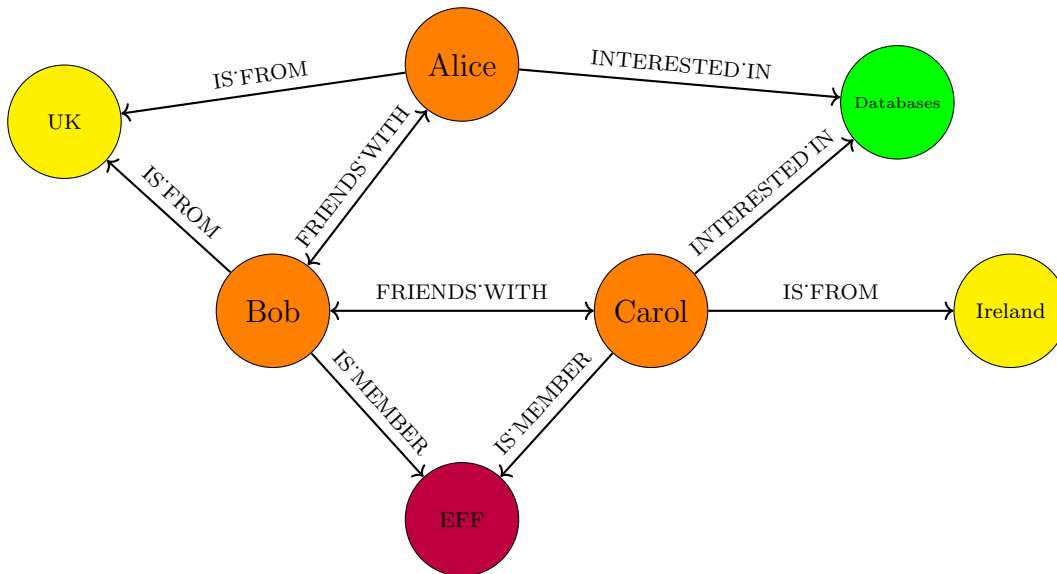 Alice
IS˙FROM
INTERESTED˙IN
Databases
UK
FRIENDS˙WITH
IS˙FROM
INTERESTED˙IN
Bob
FRIENDS˙WITH
Carol
IS˙FROM
Ireland
IS˙MEMBER
IS˙MEMBER
EFF